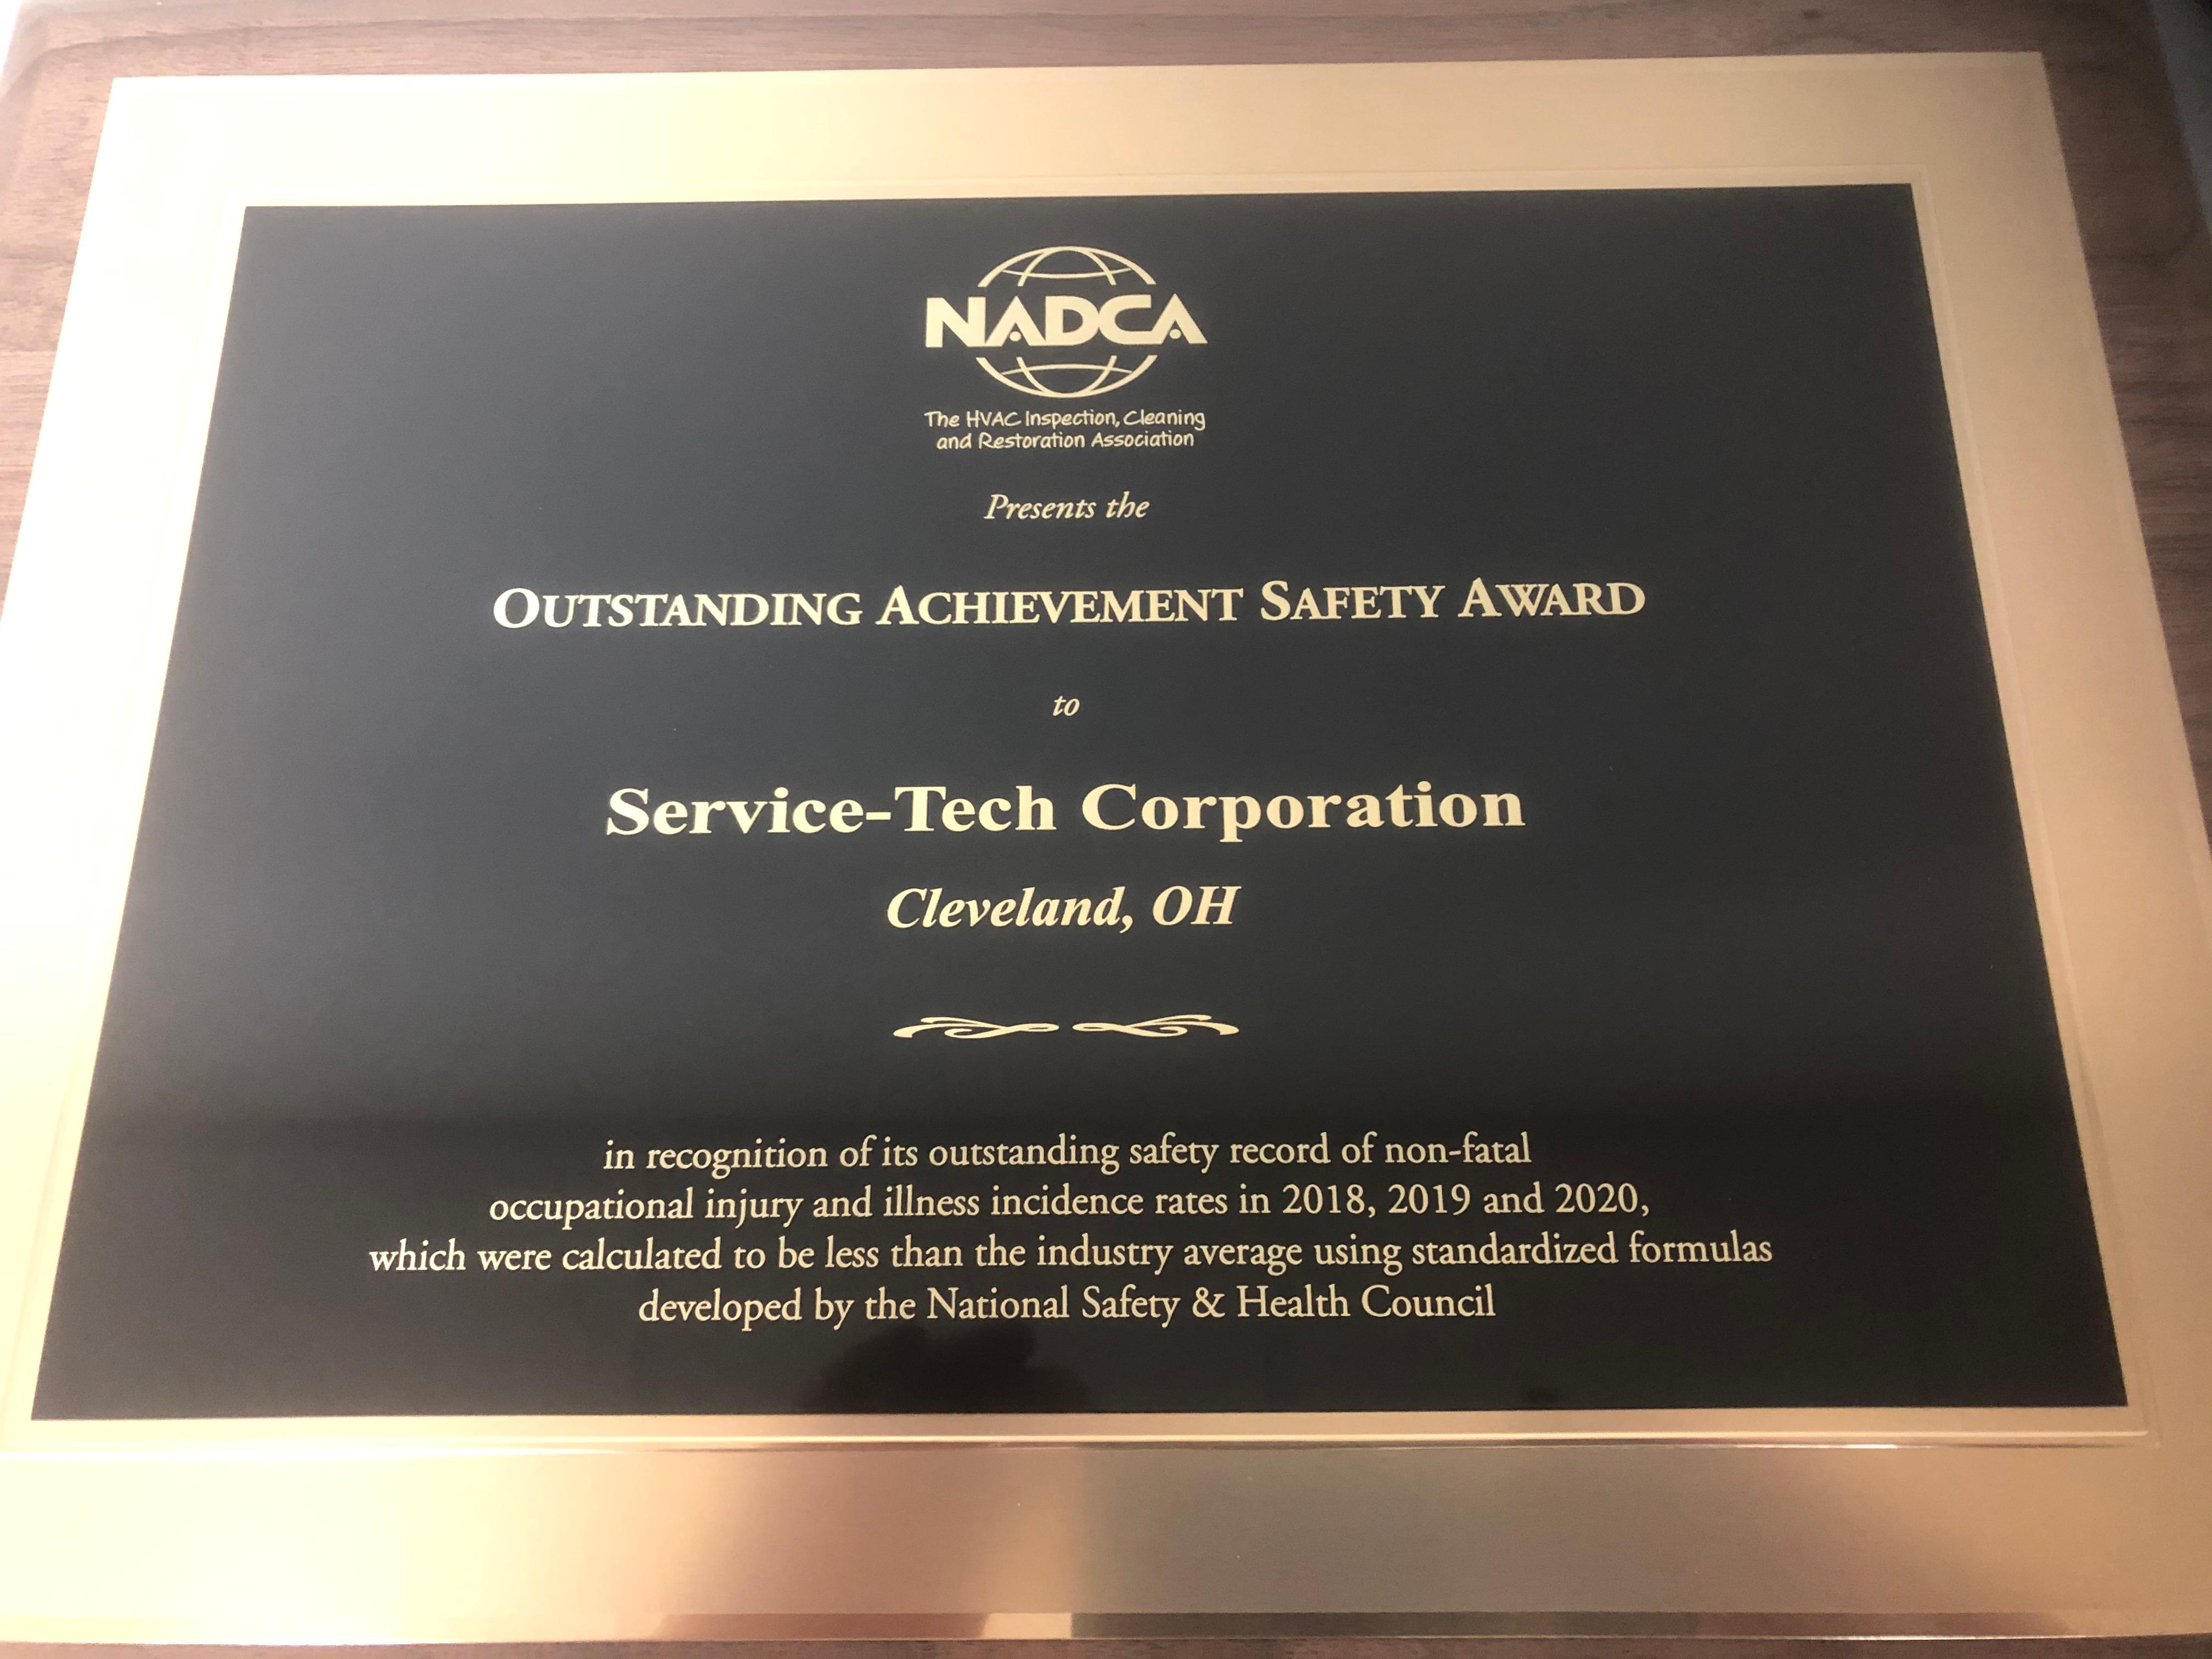 NADCA
The HVAC Inspection, Cleaning
and Restoration Association
Presents the
OUTSTANDING ACHIEVEMENT SAFETY AWARD
to
Service-Tech Corporation
Cleveland, OH
in recognition of its outstanding safety record of non-fatal
occupational injury and illness incidence rates in 2018, 2019 and 2020,
which were calculated to be less than the industry average using standardized formulas
developed by the National Safety & Health Council